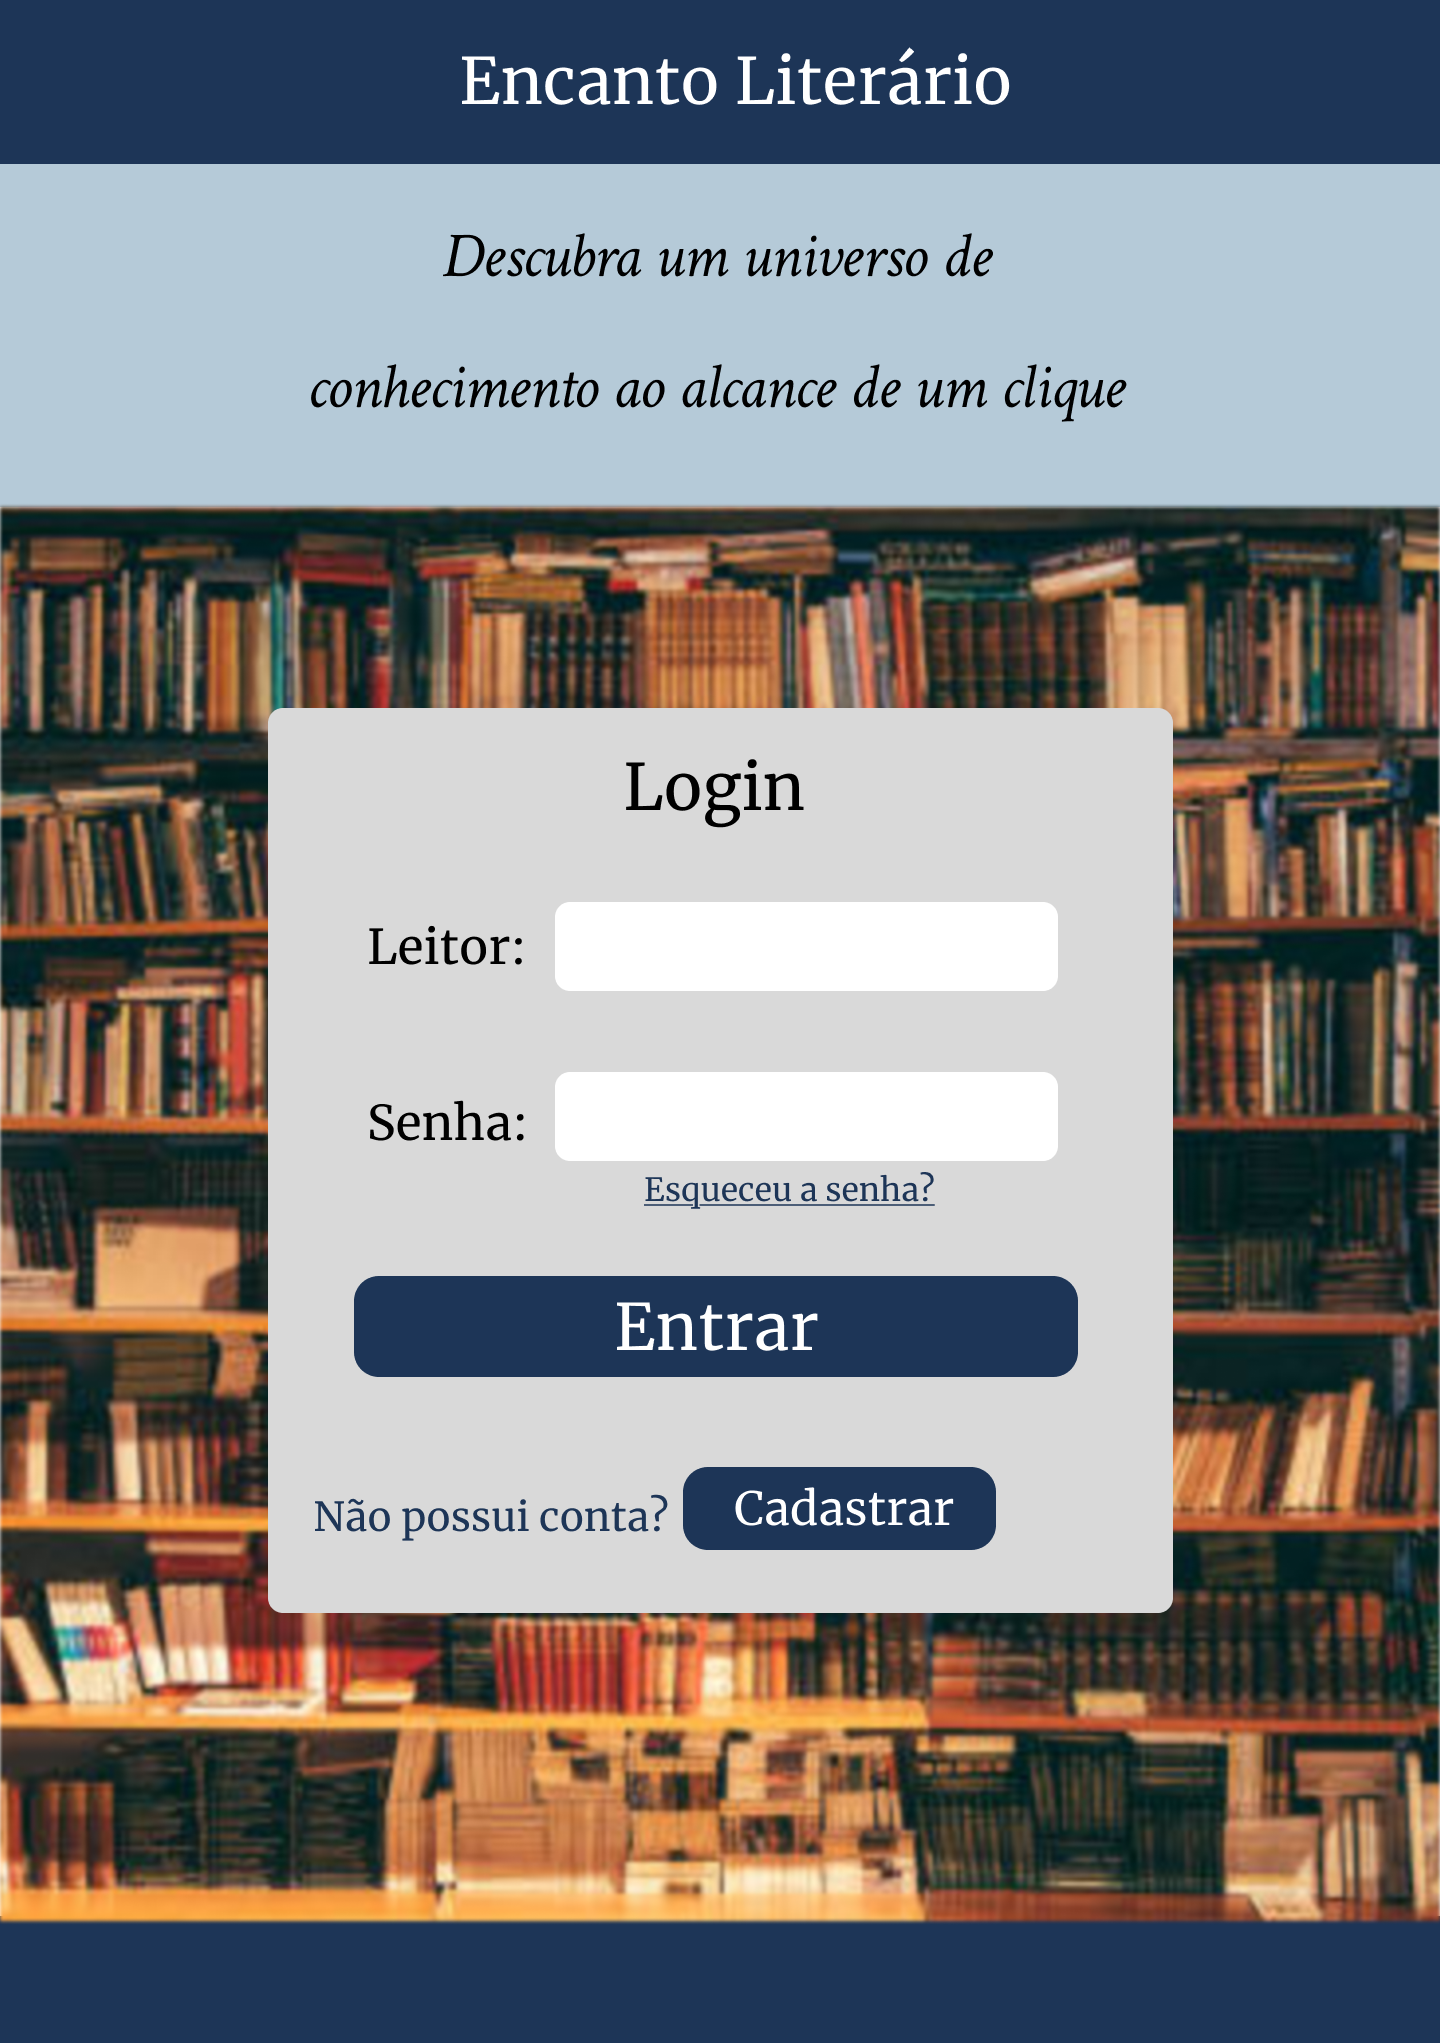 Encanto Literário
Descubra um universo de
conhecimento ao alcance de um clique
Login
Leitor:
Senha:
Esqueceu a senha?
Entrar
Não possui conta? Cadastrar